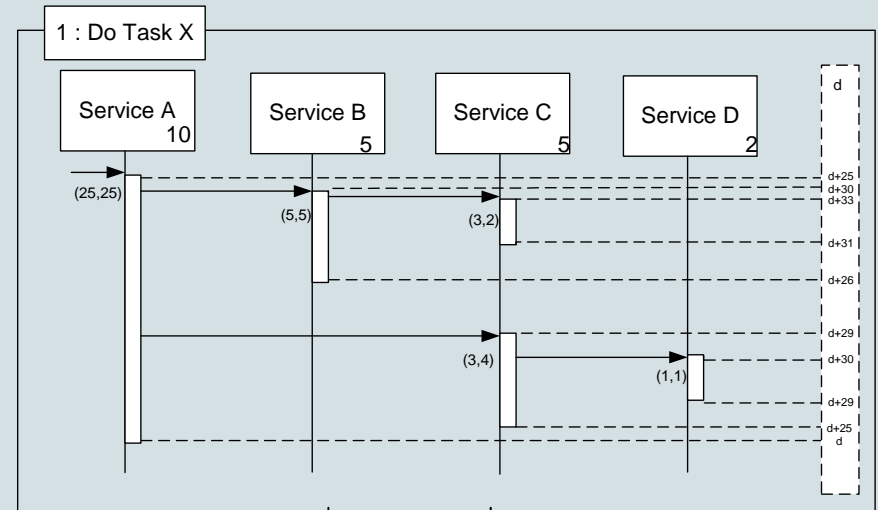 1 : Do Task X
Service A
10
Service B
5
Service C
5
Service D
2
d
(25,25)
(5,5)
(3,2)
d+25
d+30
d+33
d+31
d+26
(3,4)
(1,1)
d+29
d+30
d+29
d+25
d